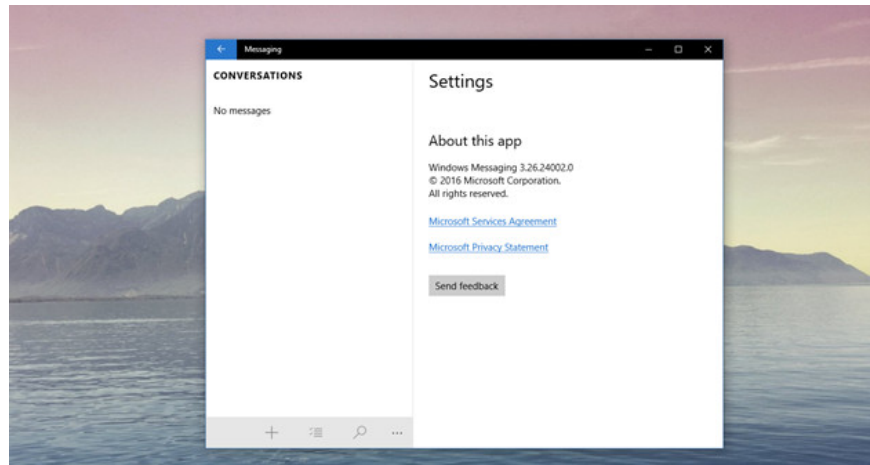 Messaging
CONVERSATIONS
No messages
Settings
About this app
Windows Messaging 3.26.24002.0
© 2016 Microsoft Corporation.
All rights reserved.
Microsoft Services Agreement
Microsoft Privacy Statement
Send feedback